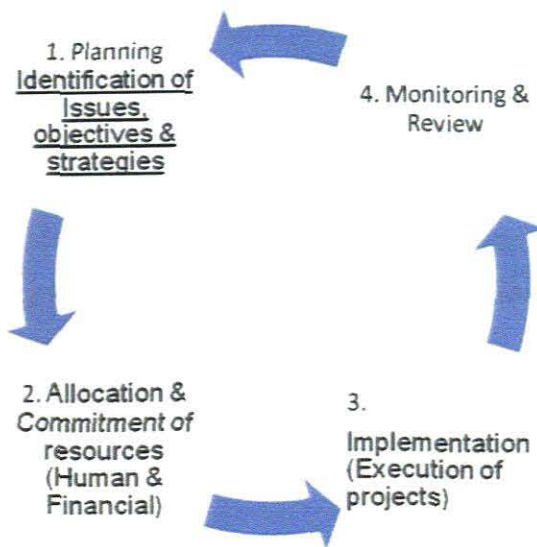 1. Planning
Identification of
Issues,
objectives &
strategies
2. Allocation &
Commitment of
resources
(Human &
Financial)
3.
Implementation
(Execution of
projects)
4. Monitoring &
Review